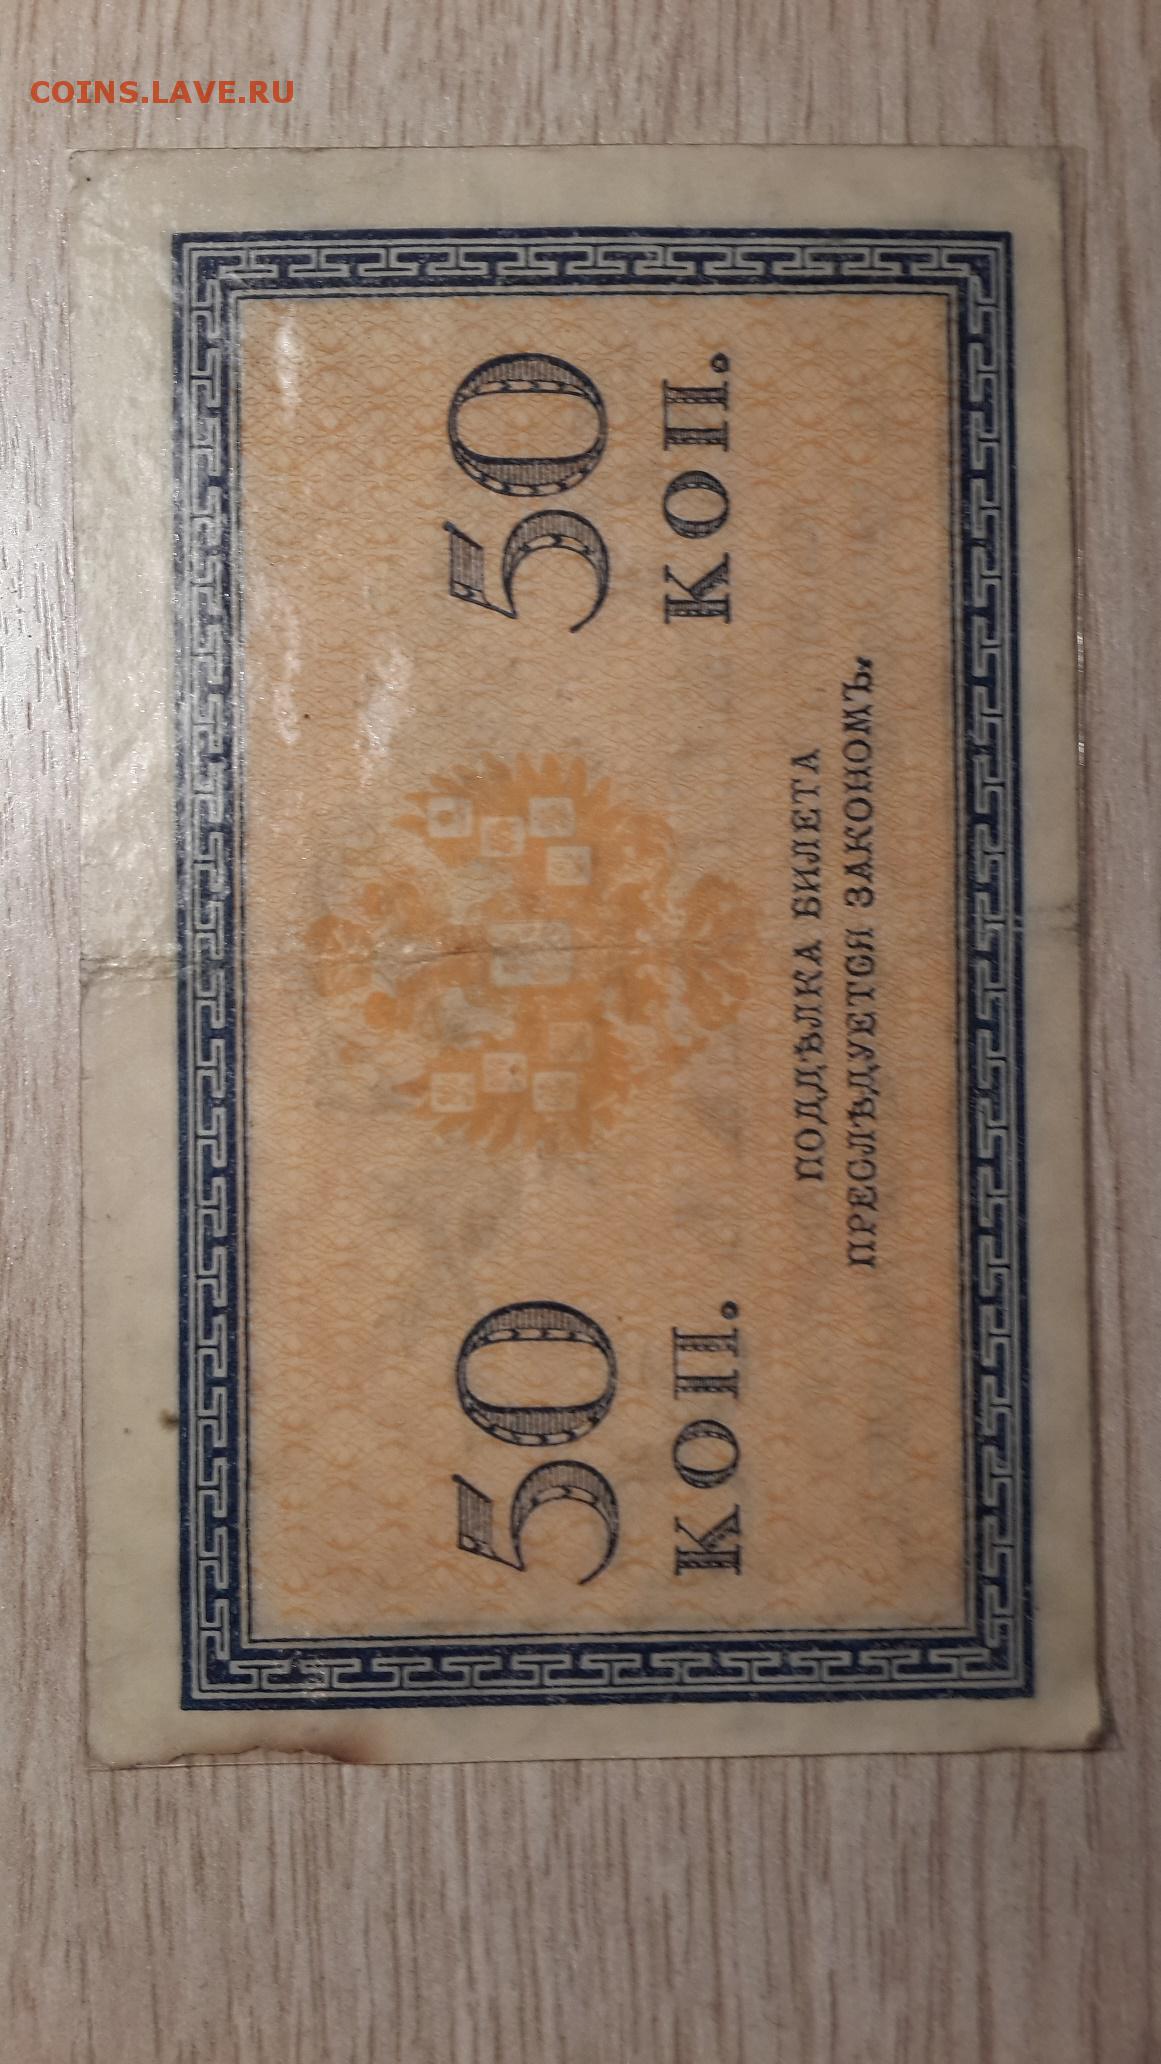 COINS.LAVE.RU
50 50
КОП. КОП.
ПОДДѢЛКА БИЛЕТА
ПРЕСЛѢДУЕТСЯ ЗАКОНОМЪ.